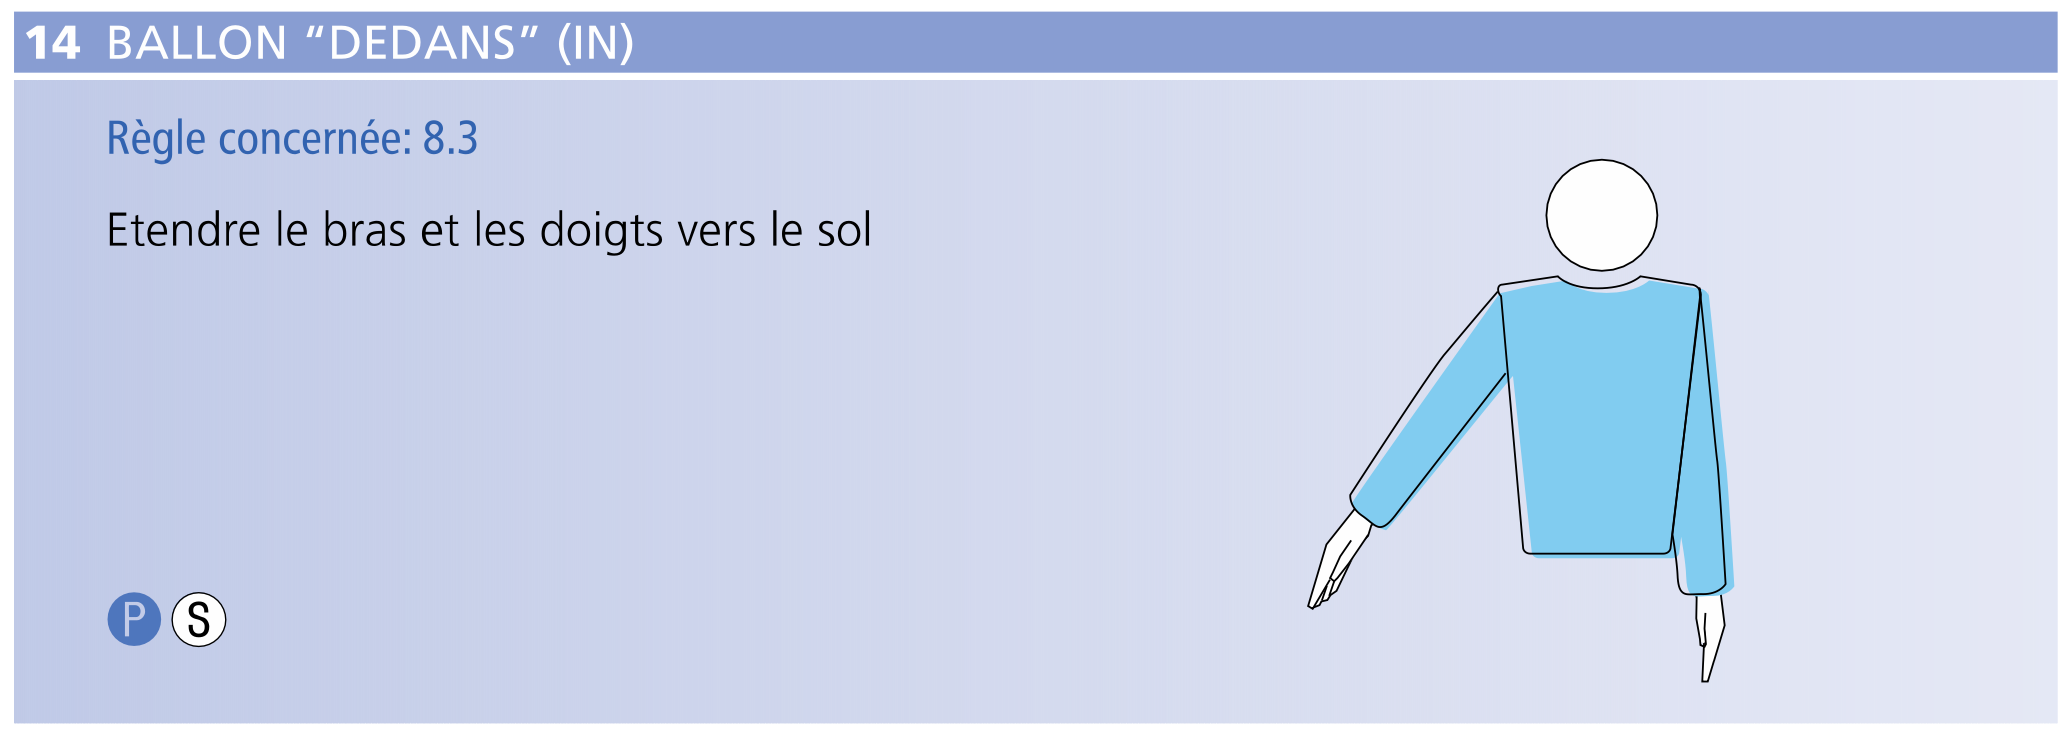 14 BALLON “DEDANS” (IN)
Règle concernée: 8.3
Etendre le bras et les doigts vers le sol
P S